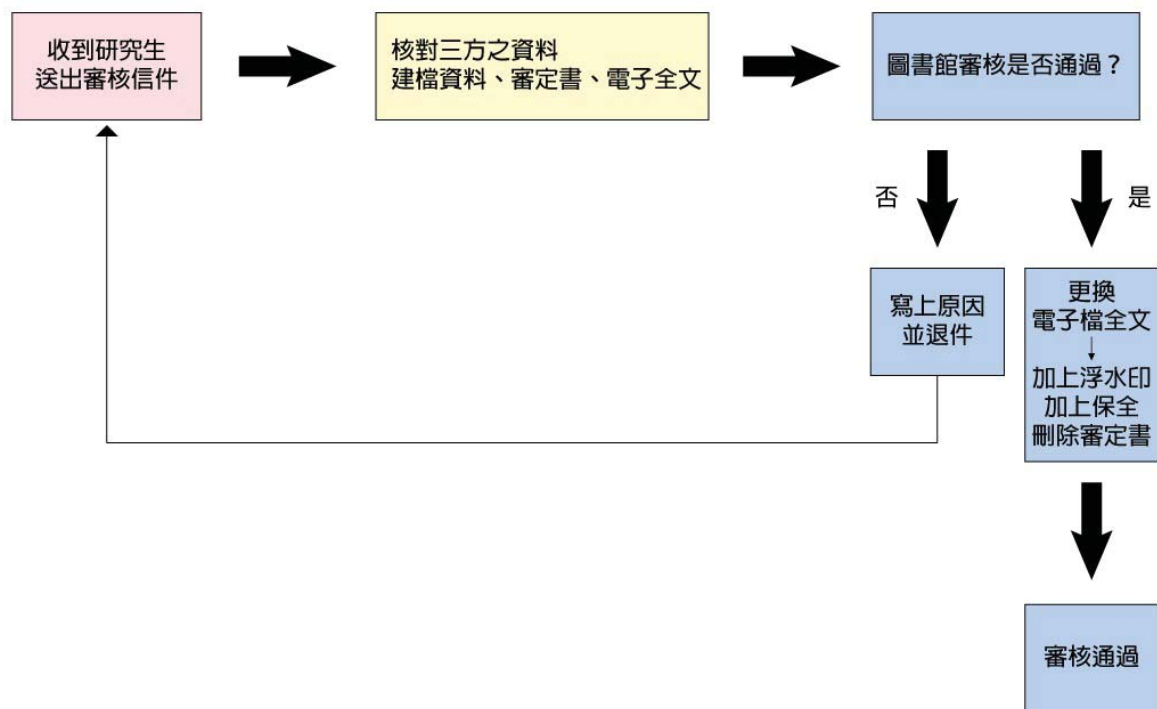 收到研究生
送出審核信件
核對三方之資料
建檔資料、審定書、電子全文
圖書館審核是否通過？
否
是
寫上原因
並退件
更換
電子檔全文
加上浮水印
加上保全
刪除審定書
審核通過